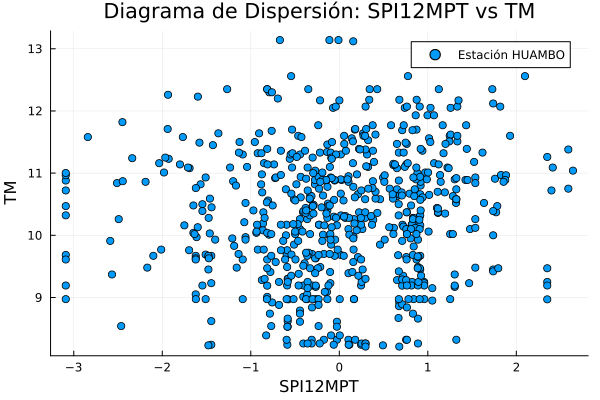 Diagrama de Dispersión: SPI12MPT vs TM
Estación HUAMBO
TM
13
12
11
10
9
−3
−2
−1
0
1
2
SPI12MPT